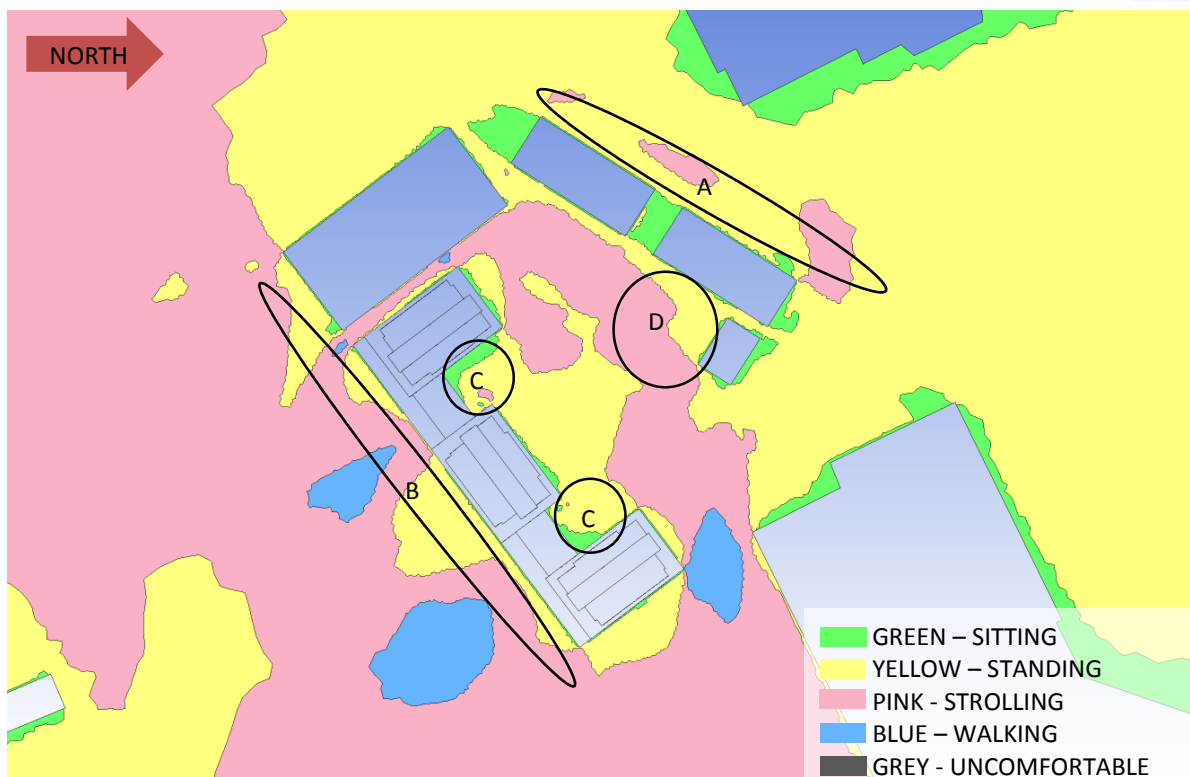 NORTH
A
D
C
B
C
GREEN – SITTING
YELLOW – STANDING
PINK - STROLLING
BLUE – WALKING
GREY - UNCOMFORTABLE